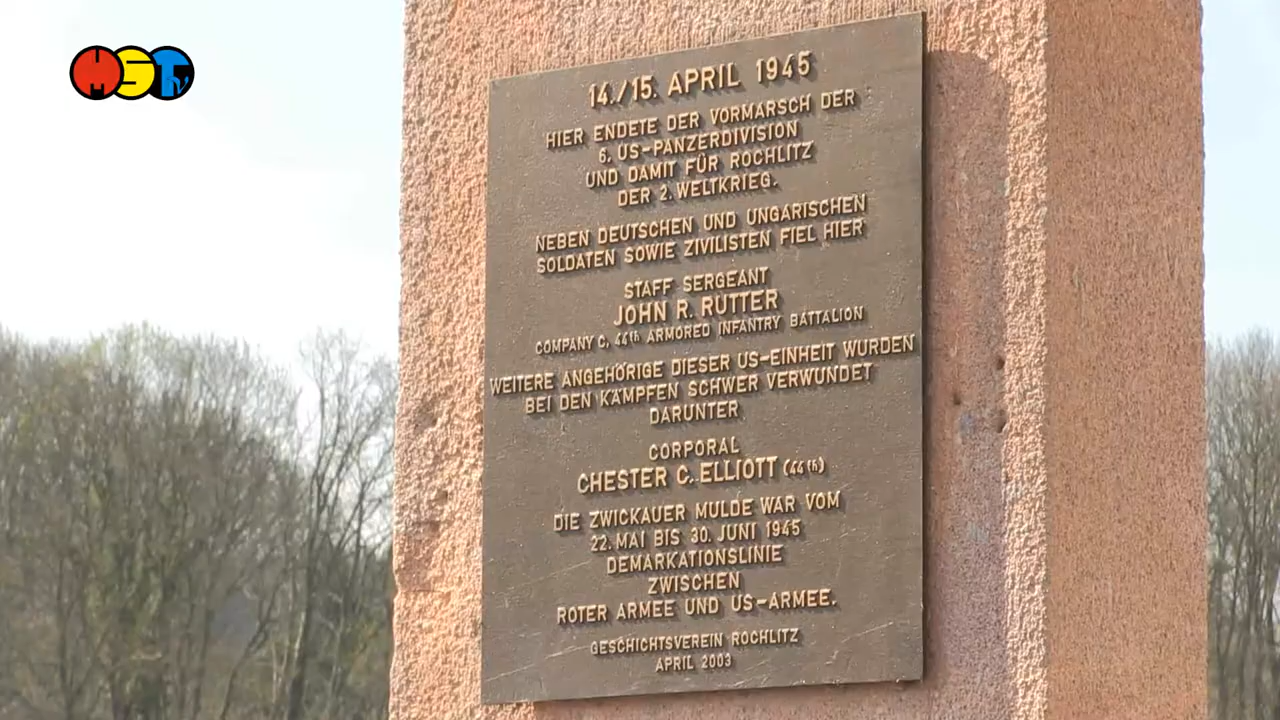 MSTTV
14./15. APRIL 1945
HIER ENDETE DER VORMARSCH DER
6. US-PANZERDIVISION
UND DAMIT FÜR ROCHLITZ
DER 2. WELTKRIEG.
NEBEN DEUTSCHEN UND UNGARISCHEN
SOLDATEN SOWIE ZIVILISTEN FIEL HIER
STAFF SERGEANT
JOHN R. RUTTER
COMPANY C, 44th ARMORED INFANTRY BATTALION
WEITERE ANGEHÖRIGE DIESER US-EINHEIT WURDEN
BEI DEN KÄMPFEN SCHWER VERWUNDET
DARUNTER
CORPORAL
CHESTER C. ELLIOTT (44th)
DIE ZWICKAUER MULDE WAR VOM
22. MAI BIS 30. JUNI 1945
DEMARKATIONSLINIE
ZWISCHEN
ROTER ARMEE UND US-ARMEE.
GESCHICHTSVEREIN ROCHLITZ
APRIL 2003